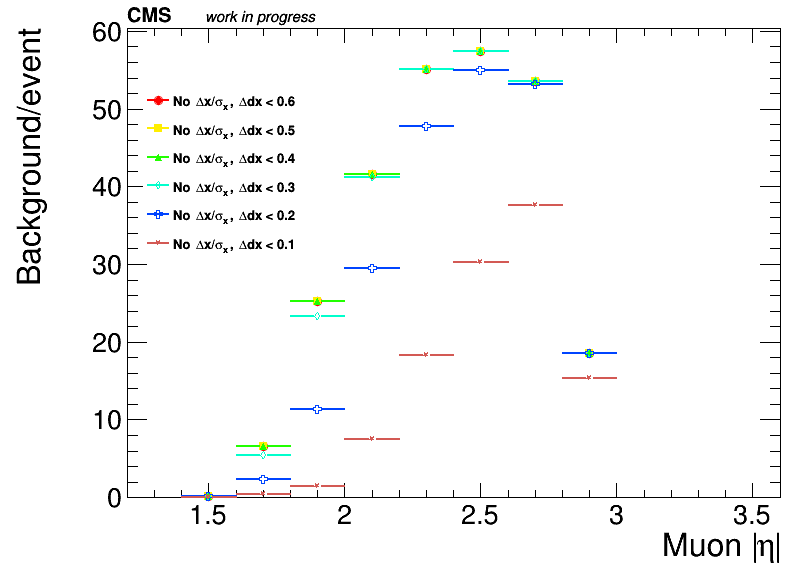 CMS work in progress
Background/event
60
50
40
30
20
10
0
No Δx/σx, Δdx < 0.6
No Δx/σx, Δdx < 0.5
No Δx/σx, Δdx < 0.4
No Δx/σx, Δdx < 0.3
No Δx/σx, Δdx < 0.2
No Δx/σx, Δdx < 0.1
1.5 2 2.5 3 3.5
Muon |η|